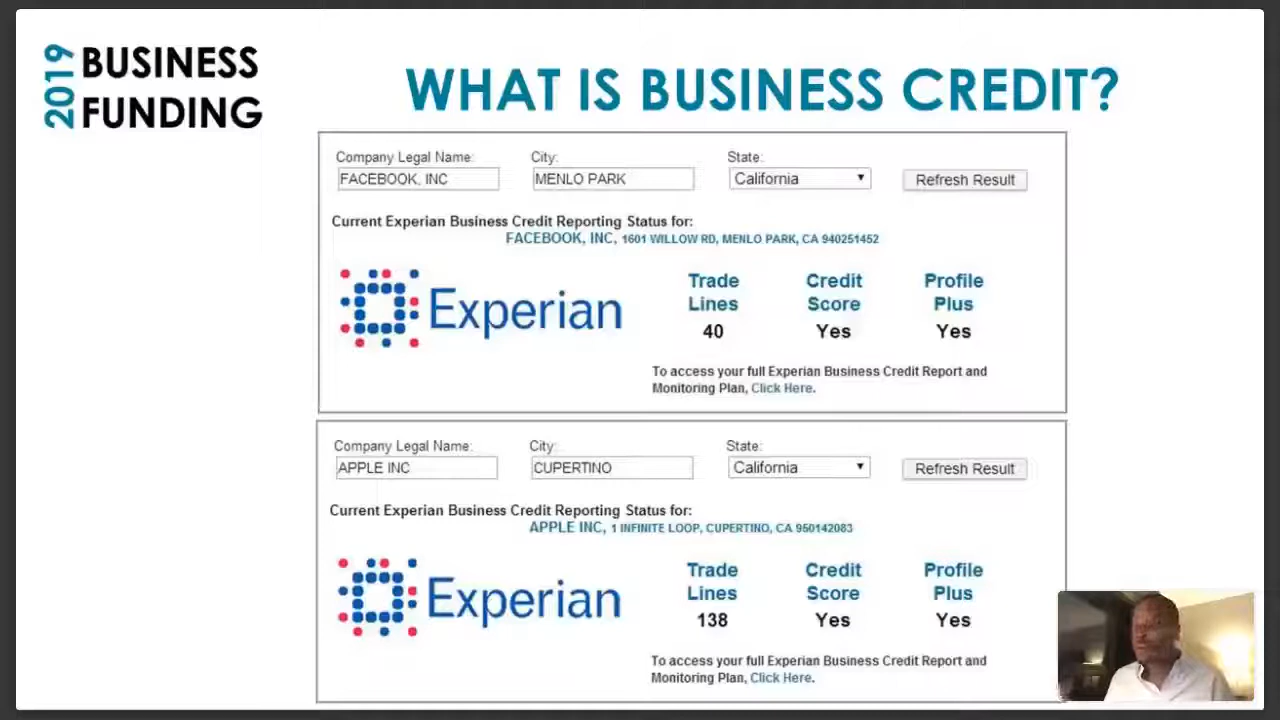 2019
BUSINESS
FUNDING
WHAT IS BUSINESS CREDIT?
Company Legal Name: City: State:
FACEBOOK, INC MENLO PARK California Refresh Result
Current Experian Business Credit Reporting Status for:
FACEBOOK, INC, 1601 WILLOW RD, MENLO PARK, CA 940251452
Experian
Trade Credit Profile
Lines Score Plus
40 Yes Yes
To access your full Experian Business Credit Report and
Monitoring Plan, Click Here.
Company Legal Name: City: State:
APPLE INC CUPERTINO California Refresh Result
Current Experian Business Credit Reporting Status for:
APPLE INC, 1 INFINITE LOOP, CUPERTINO, CA 950142083
Experian
Trade Credit Profile
Lines Score Plus
138 Yes Yes
To access your full Experian Business Credit Report and
Monitoring Plan, Click Here.